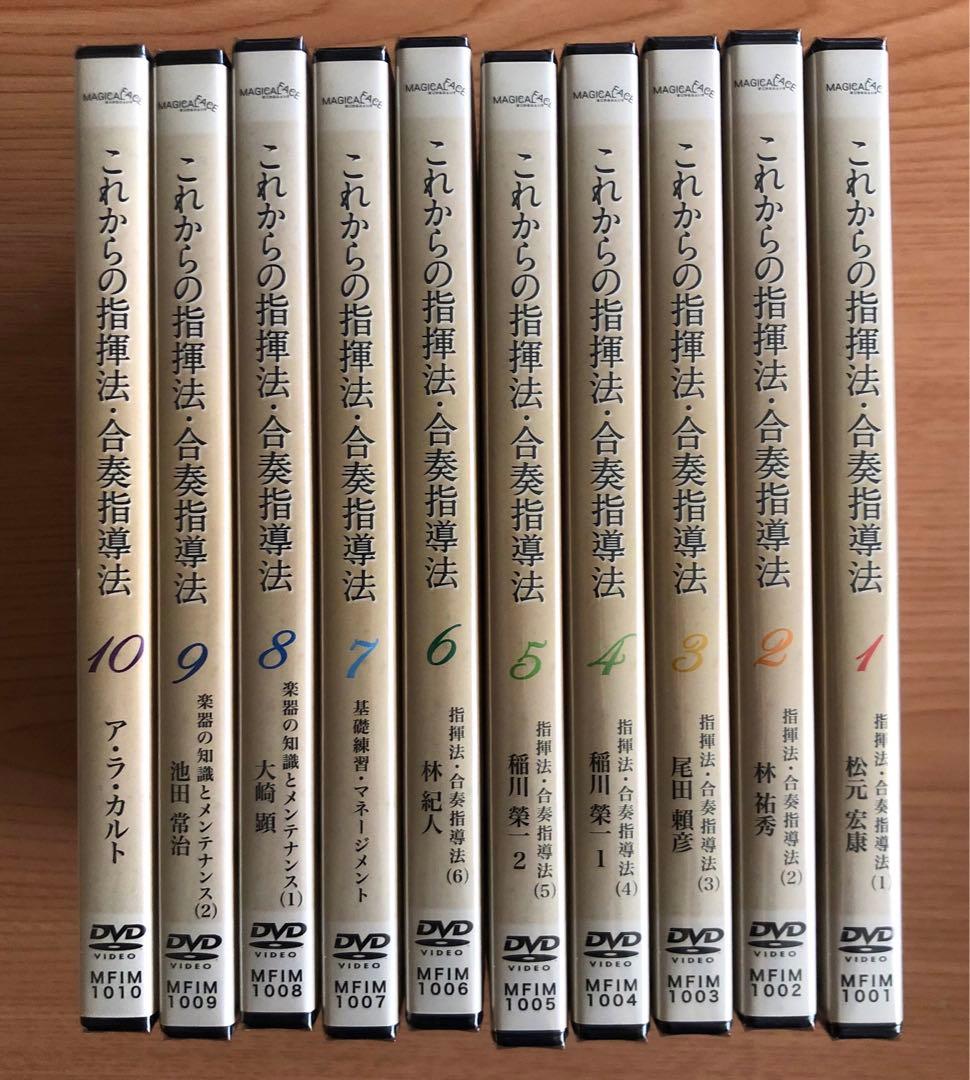 MAGICAL FACE
これからの指揮法・合奏指導法
10
ア・ラ・カルト
DVD
VIDEO
MFIM
1010
MAGICAL FACE
これからの指揮法・合奏指導法
9
楽器の知識とメンテナンス(2)
池田 常治
DVD
VIDEO
MFIM
1009
MAGICAL FACE
これからの指揮法・合奏指導法
8
楽器の知識とメンテナンス(1)
大崎 顕
DVD
VIDEO
MFIM
1008
MAGICAL FACE
これからの指揮法・合奏指導法
7
基礎練習・マネージメント
DVD
VIDEO
MFIM
1007
MAGICAL FACE
これからの指揮法・合奏指導法
6
指揮法・合奏指導法(6)
林 紀人
DVD
VIDEO
MFIM
1006
MAGICAL FACE
これからの指揮法・合奏指導法
5
指揮法・合奏指導法(5)
稲川 榮一 2
DVD
VIDEO
MFIM
1005
MAGICAL FACE
これからの指揮法・合奏指導法
4
指揮法・合奏指導法(4)
稲川 榮一 1
DVD
VIDEO
MFIM
1004
MAGICAL FACE
これからの指揮法・合奏指導法
3
指揮法・合奏指導法(3)
尾田 賴彦
DVD
VIDEO
MFIM
1003
MAGICAL FACE
これからの指揮法・合奏指導法
2
指揮法・合奏指導法(2)
林 祐秀
DVD
VIDEO
MFIM
1002
MAGICAL FACE
これからの指揮法・合奏指導法
1
指揮法・合奏指導法(1)
松元 宏康
DVD
VIDEO
MFIM
1001